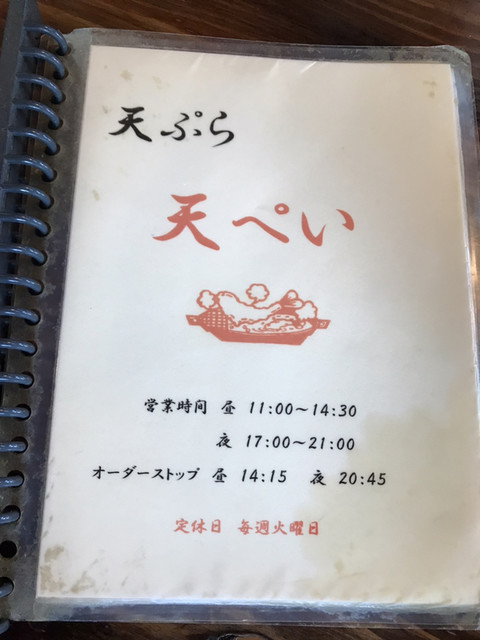 天ぷら
天ぺい
営業時間 昼 11:00～14:30
夜 17:00～21:00
オーダーストップ 昼 14:15 夜 20:45
定休日 毎週火曜日